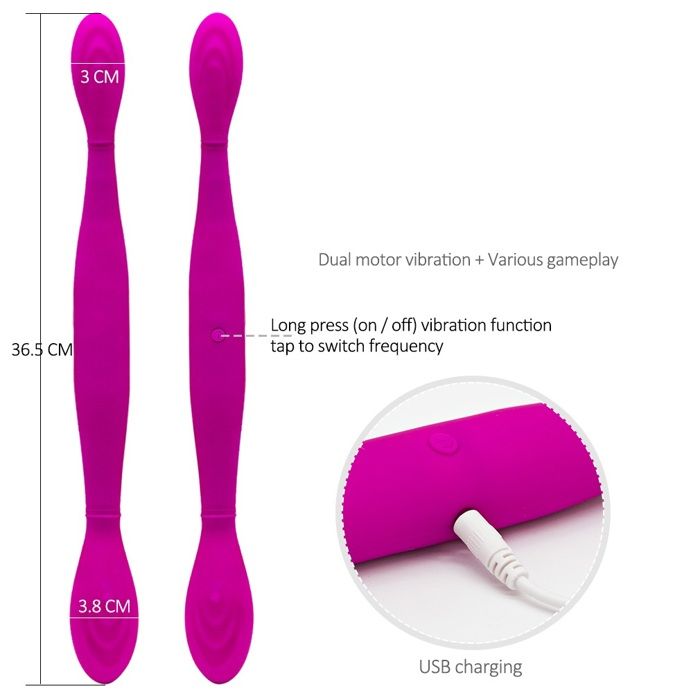 3 CM
Dual motor vibration + Various gameplay
Long press (on / off) vibration function
tap to switch frequency
36.5 CM
3.8 CM
USB charging